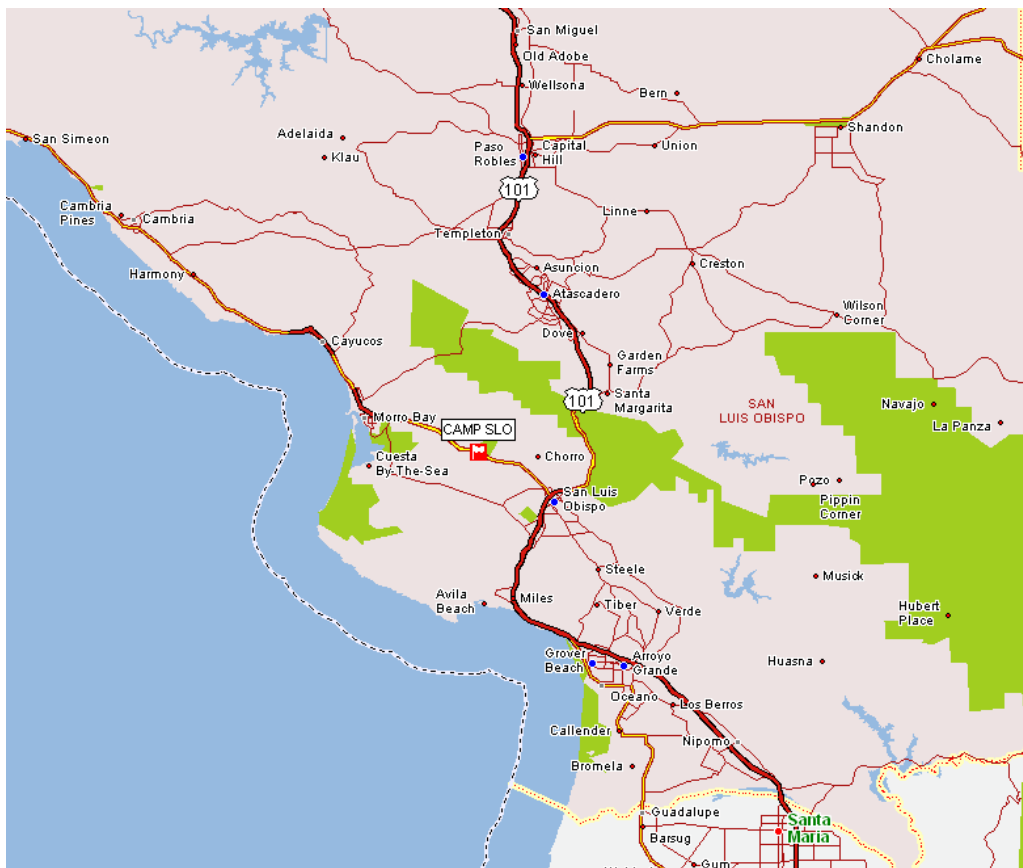 San Miguel
Old Adobe
Cholame
Wellsona
Bern
Shandon
San Simeon
Adelaida
Paso
Robles
Capital
Hill
Union
Klau
101
Cambria
Pines
Cambria
Linne
Templeton
Asuncion
Creston
Harmony
Atascadero
Wilson
Corner
Dove
Cayucos
Garden
Farms
101
Santa
Margarita
SAN
LUIS OBISPO
Navajo
La Panza
Morro Bay
CAMP SLO
Cuesta
By-The-Sea
Chorro
Pozo
San Luis
Obispo
Pippin
Corner
Steele
Musick
Avila
Beach
Miles
Tiber
Verde
Hubert
Place
Grover
Beach
Arroyo
Grande
Huasna
Oceano
Los Berros
Callender
Nipomo
Bromela
Guadalupe
Santa
Maria
Barsug
Gum